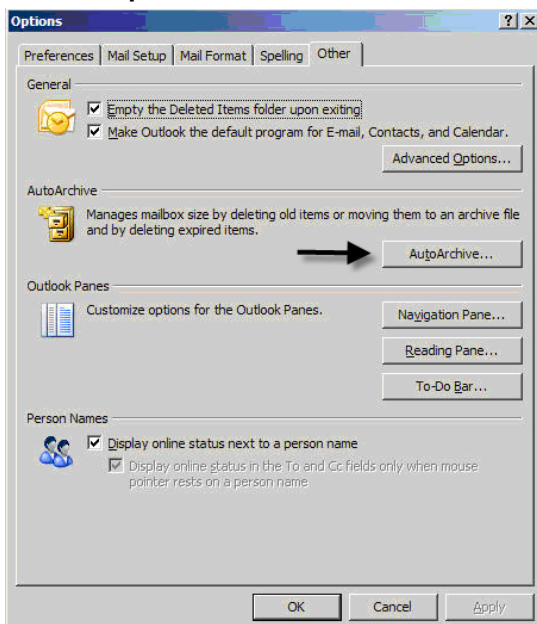 Options
Preferences Mail Setup Mail Format Spelling Other
General
Empty the Deleted Items folder upon exiting
Make Outlook the default program for E-mail, Contacts, and Calendar.
Advanced Options...
AutoArchive
Manages mailbox size by deleting old items or moving them to an archive file
and by deleting expired items.
AutoArchive...
Outlook Panes
Customize options for the Outlook Panes.
Navigation Pane...
Reading Pane...
To-Do Bar...
Person Names
Display online status next to a person name
Display online status in the To and Cc fields only when mouse
pointer rests on a person name
OK Cancel Apply